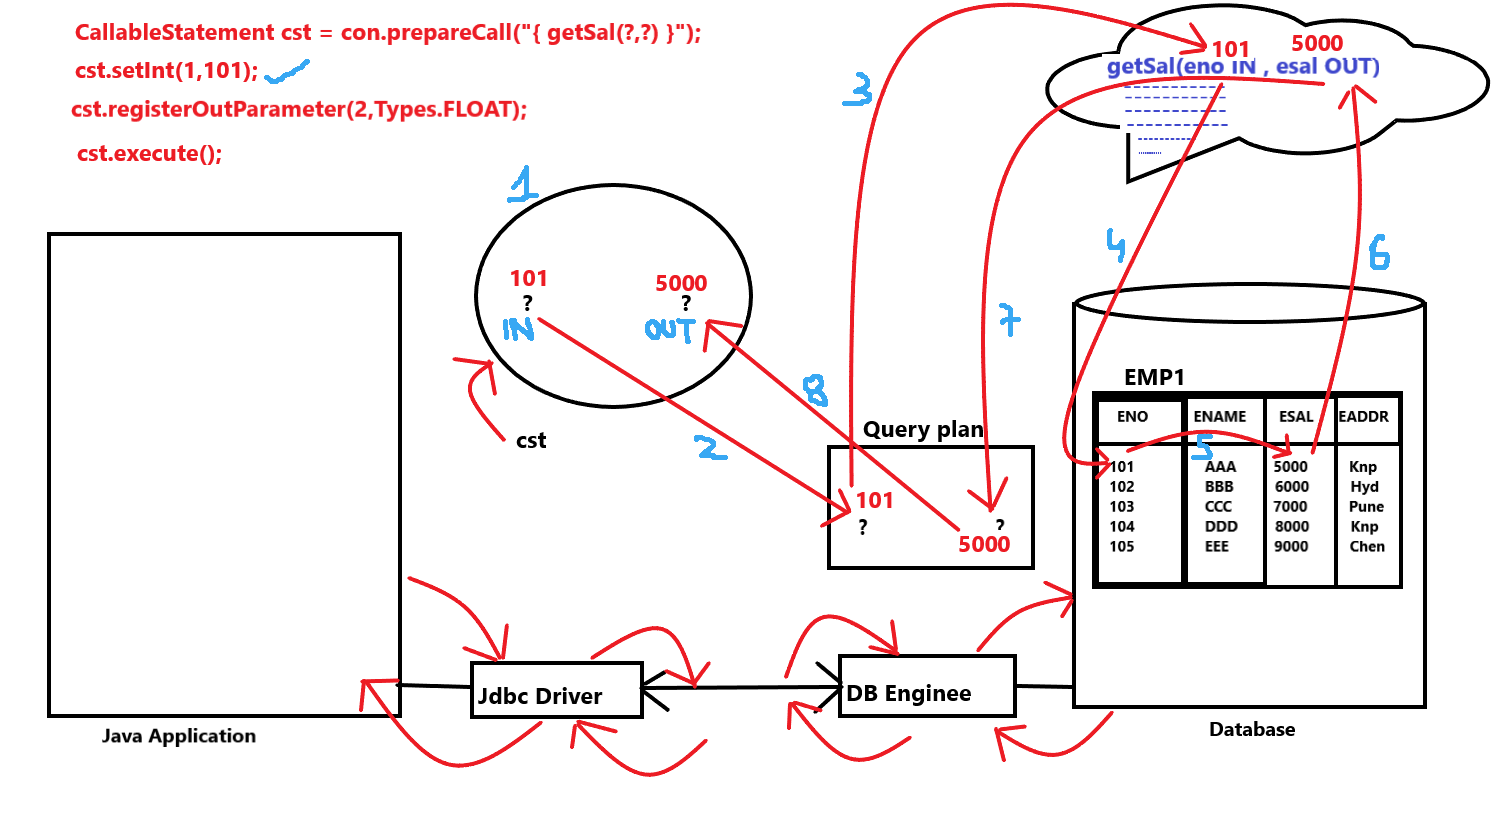 CallableStatement cst = con.prepareCall("{ getSal(?,?) }");
cst.setInt(1,101);
cst.registerOutParameter(2,Types.FLOAT);
cst.execute();
101 5000
getSal(eno IN , esal OUT)
3
1
4
6
101 5000
? ?
IN OUT
7
8
cst
2
Query plan
101
? ?
5000
EMP1
ENO ENAME ESAL EADDR
5
101 AAA 5000 Knp
102 BBB 6000 Hyd
103 CCC 7000 Pune
104 DDD 8000 Knp
105 EEE 9000 Chen
Jdbc Driver
DB Enginee
Java Application
Database